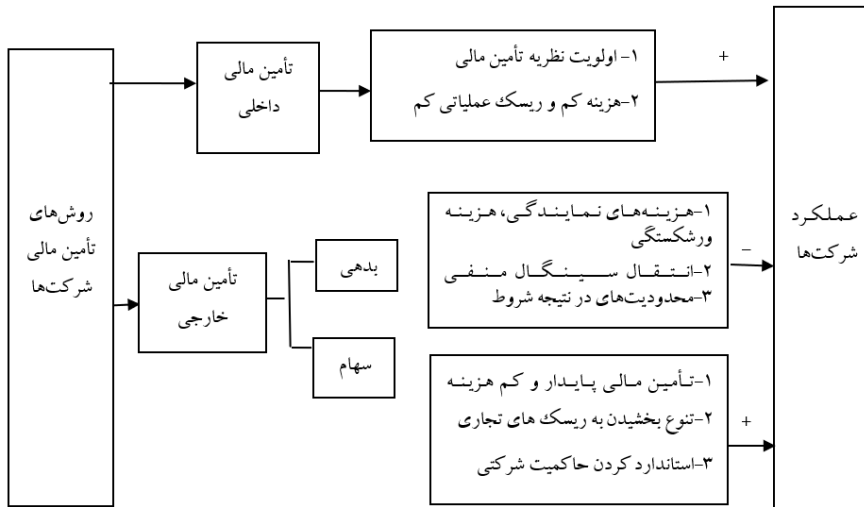 روش‌های
تأمین مالی
شرکت‌ها
تأمین مالی
داخلی
۱- اولویت نظریه تأمین مالی
۲-هزینه کم و ریسک عملیاتی کم
+
تأمین مالی
خارجی
بدهی
سهام
۱-هزینه‌های نمایندگی، هزینه
ورشکستگی
۲-انتقال سینگال منفی
۳-محدودیت‌های در نتیجه شروط
–
۱-تأمین مالی پایدار و کم هزینه
۲-تنوع بخشیدن به ریسک های تجاری
۳-استاندارد کردن حاکمیت شرکتی
+
عملکرد
شرکت‌ها